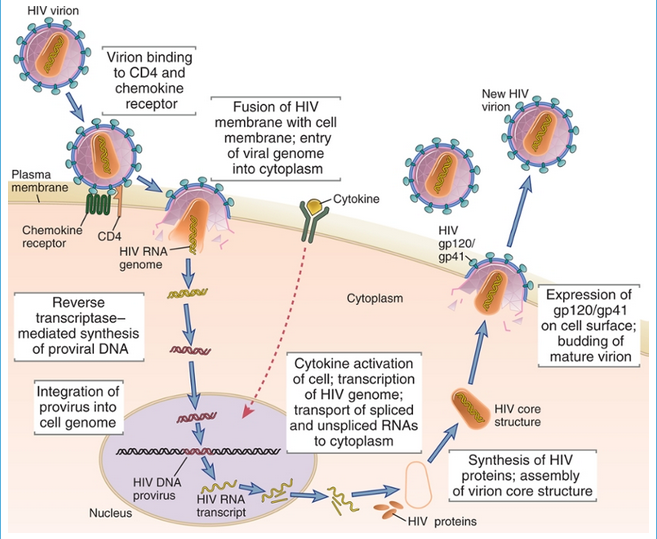 HIV virion
Virion binding
to CD4 and
chemokine
receptor
Fusion of HIV
membrane with cell
membrane; entry
of viral genome
into cytoplasm
New HIV
virion
Plasma
membrane
Cytokine
Chemokine
receptor
CD4
HIV RNA
genome
HIV
gp120/
gp41
Cytoplasm
Expression of
gp120/gp41
on cell surface;
budding of
mature virion
Reverse
transcriptase–
mediated synthesis
of proviral DNA
Cytokine activation
of cell; transcription
of HIV genome;
transport of spliced
and unspliced RNAs
to cytoplasm
Integration of
provirus into
cell genome
HIV core
structure
Synthesis of HIV
proteins; assembly
of virion core structure
HIV DNA
provirus
HIV RNA
transcript
Nucleus
HIV proteins